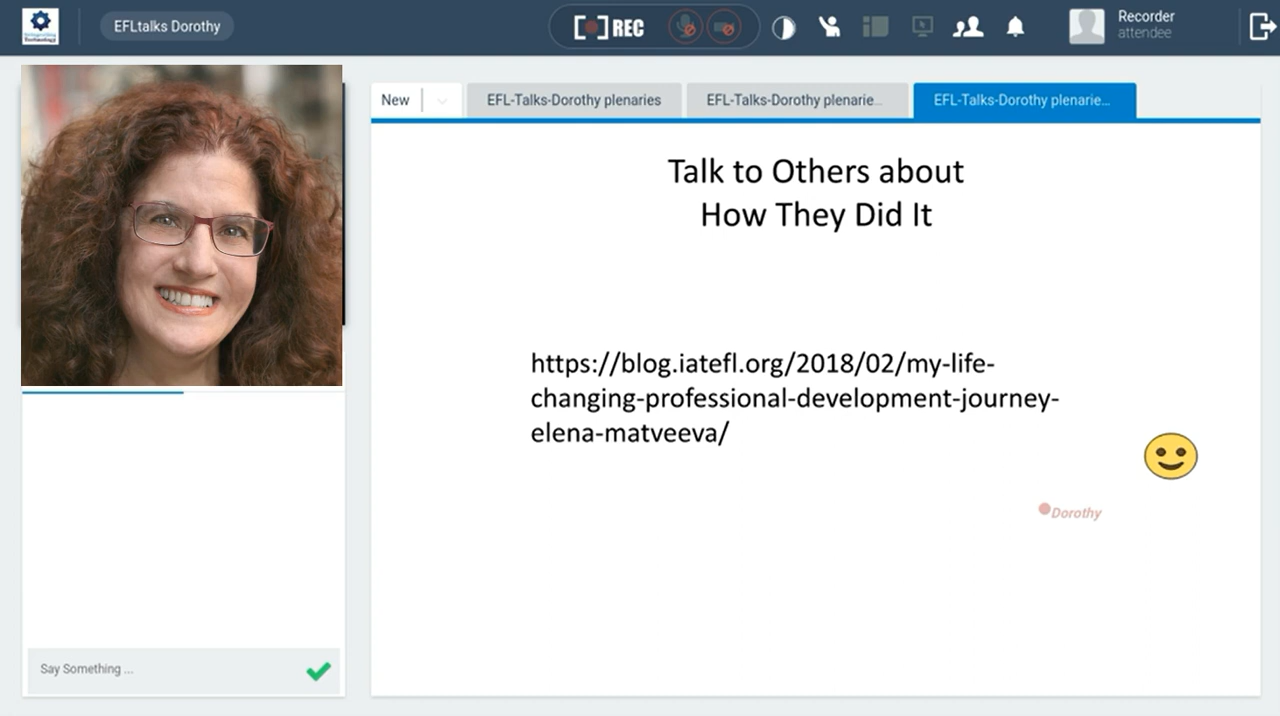 EFLtalks Dorothy
REC
Recorder
attendee
New
EFL-Talks-Dorothy plenaries
EFL-Talks-Dorothy plenarie...
EFL-Talks-Dorothy plenarie...
Talk to Others about
How They Did It
https://blog.iatefl.org/2018/02/my-life-
changing-professional-development-journey-
elena-matveeva/
Dorothy
Say Something ...